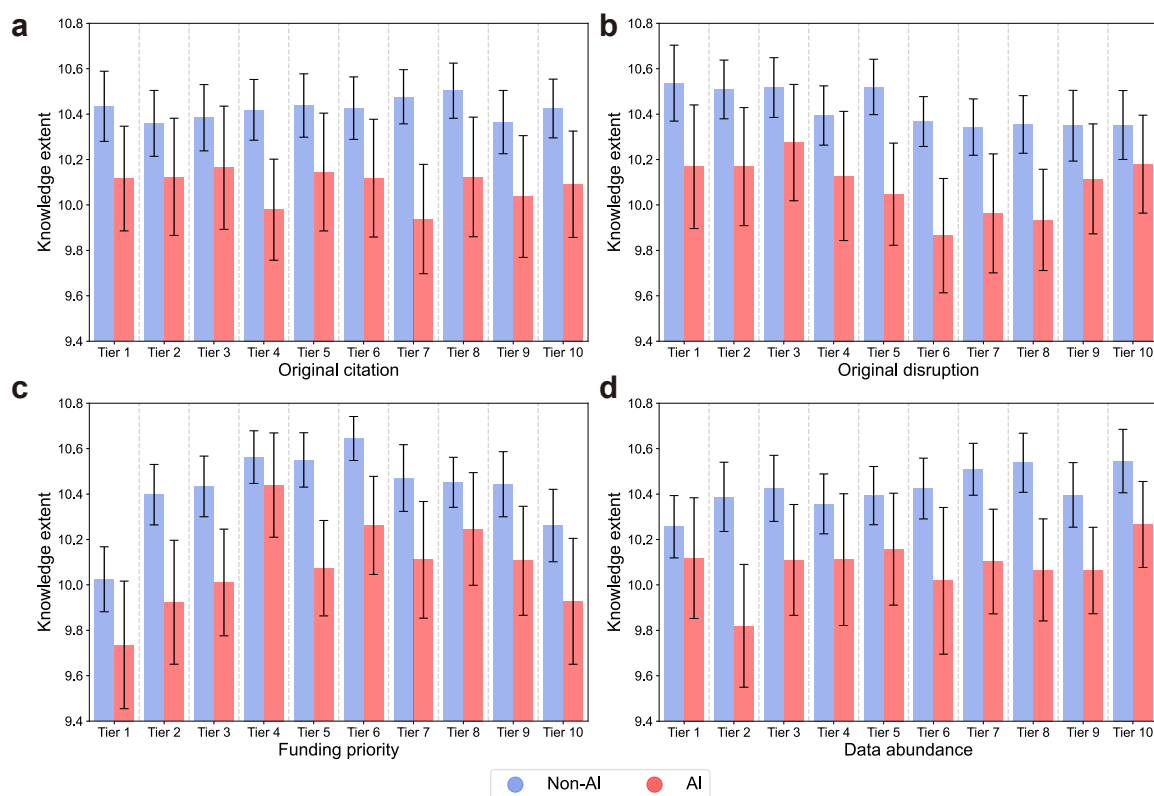 a
Knowledge extent
10.8
10.6
10.4
10.2
10.0
9.8
9.6
9.4
Tier 1 Tier 2 Tier 3 Tier 4 Tier 5 Tier 6 Tier 7 Tier 8 Tier 9 Tier 10
Original citation
b
Knowledge extent
10.8
10.6
10.4
10.2
10.0
9.8
9.6
9.4
Tier 1 Tier 2 Tier 3 Tier 4 Tier 5 Tier 6 Tier 7 Tier 8 Tier 9 Tier 10
Original disruption
c
Knowledge extent
10.8
10.6
10.4
10.2
10.0
9.8
9.6
9.4
Tier 1 Tier 2 Tier 3 Tier 4 Tier 5 Tier 6 Tier 7 Tier 8 Tier 9 Tier 10
Funding priority
d
Knowledge extent
10.8
10.6
10.4
10.2
10.0
9.8
9.6
9.4
Tier 1 Tier 2 Tier 3 Tier 4 Tier 5 Tier 6 Tier 7 Tier 8 Tier 9 Tier 10
Data abundance
Non-AI AI